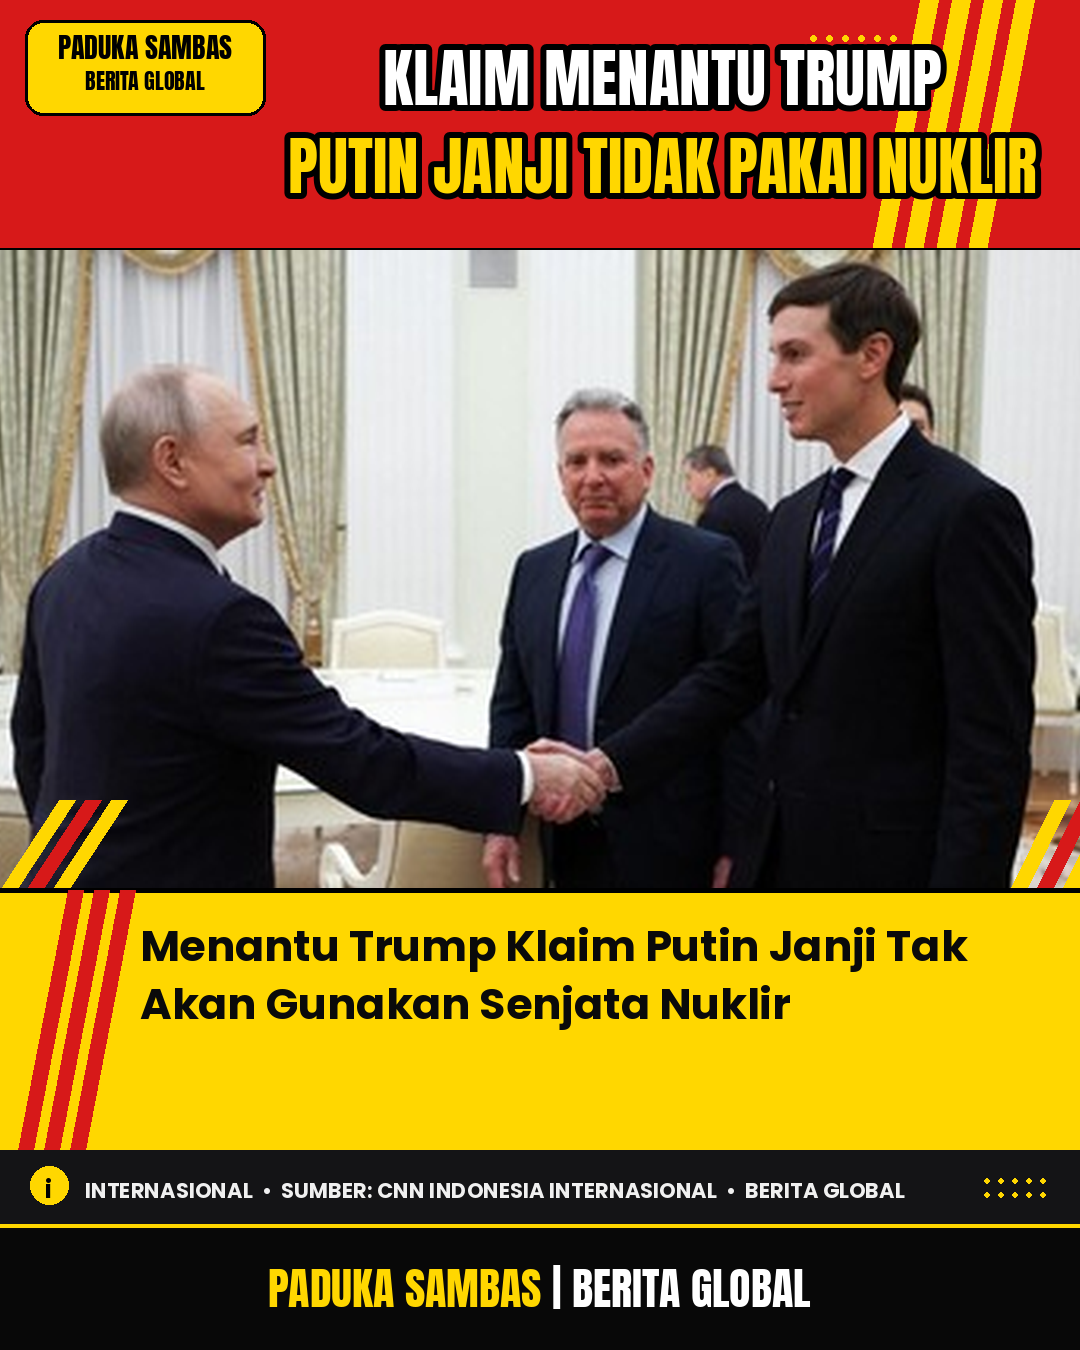 PADUKA SAMBAS
BERITA GLOBAL
KLAIM MENANTU TRUMP
PUTIN JANJI TIDAK PAKAI NUKLIR
Menantu Trump Klaim Putin Janji Tak
Akan Gunakan Senjata Nuklir
i INTERNASIONAL • SUMBER: CNN INDONESIA INTERNASIONAL • BERITA GLOBAL
PADUKA SAMBAS | BERITA GLOBAL